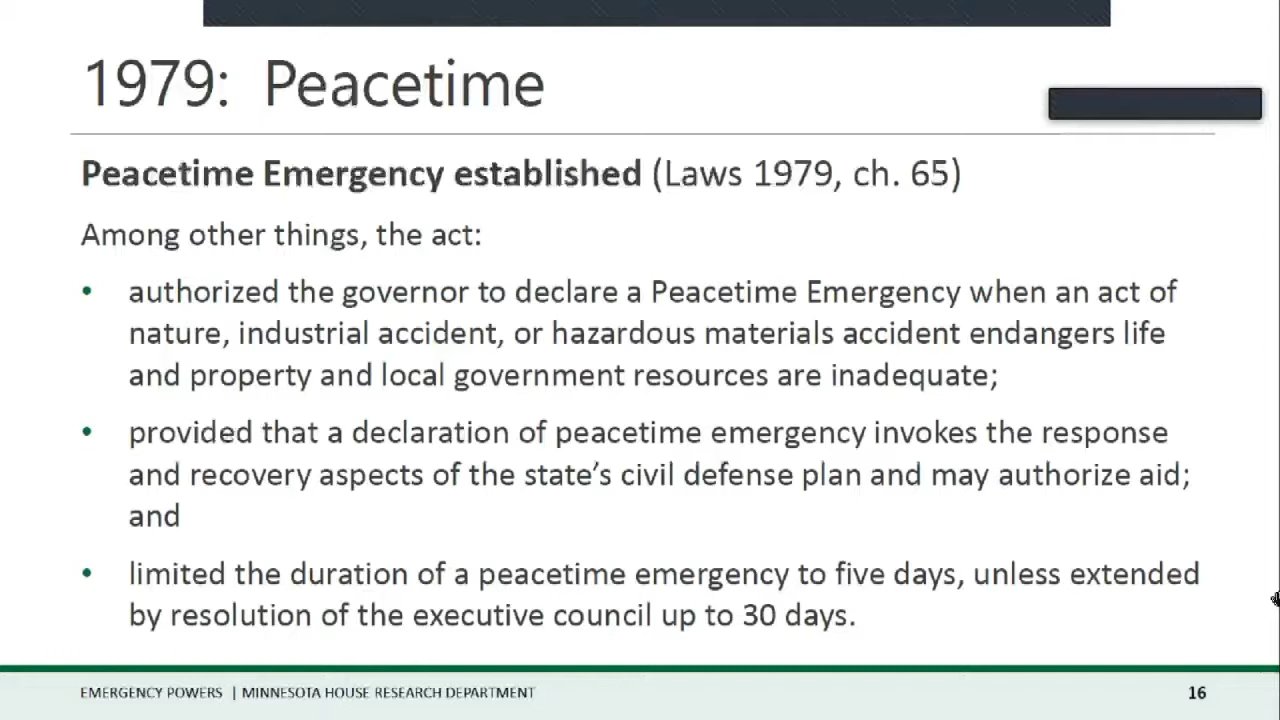 1979: Peacetime
Peacetime Emergency established (Laws 1979, ch. 65)
Among other things, the act:
• authorized the governor to declare a Peacetime Emergency when an act of
nature, industrial accident, or hazardous materials accident endangers life
and property and local government resources are inadequate;
• provided that a declaration of peacetime emergency invokes the response
and recovery aspects of the state’s civil defense plan and may authorize aid;
and
• limited the duration of a peacetime emergency to five days, unless extended
by resolution of the executive council up to 30 days.
EMERGENCY POWERS | MINNESOTA HOUSE RESEARCH DEPARTMENT 16